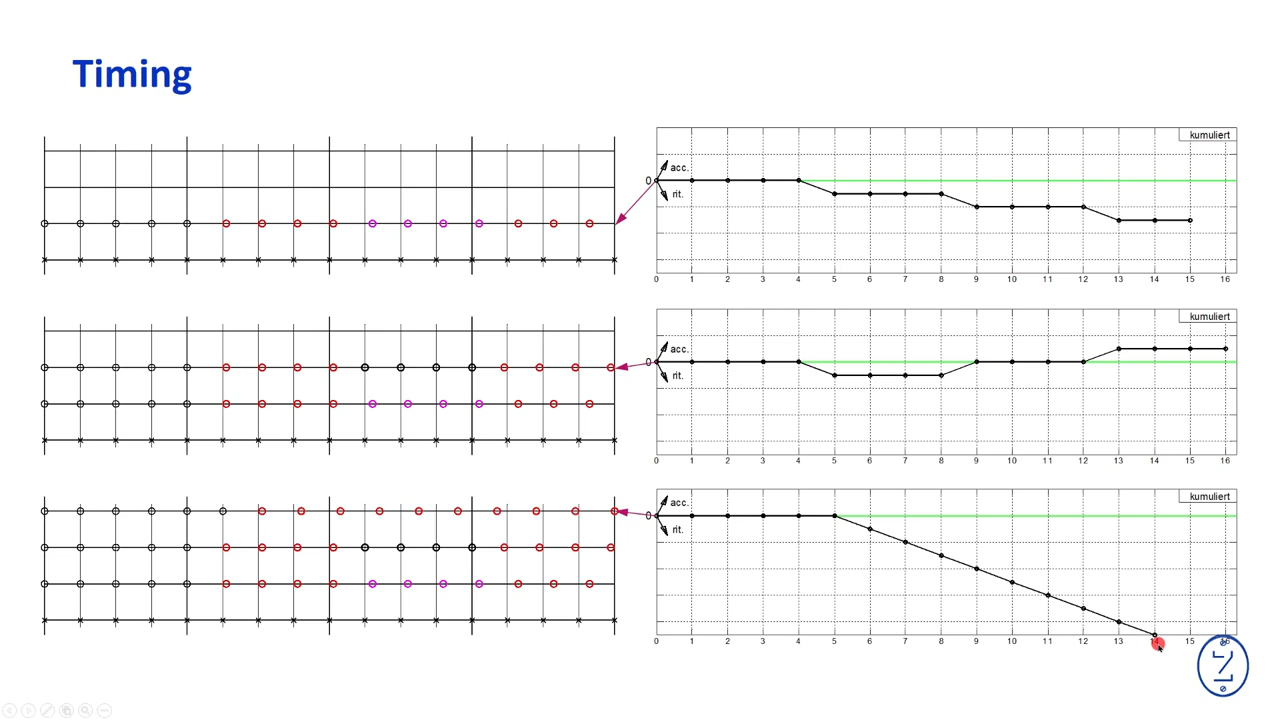 Timing
kumuliert
acc.
0
rit.
0 1 2 3 4 5 6 7 8 9 10 11 12 13 14 15 16
kumuliert
acc.
0
rit.
0 1 2 3 4 5 6 7 8 9 10 11 12 13 14 15 16
kumuliert
acc.
0
rit.
0 1 2 3 4 5 6 7 8 9 10 11 12 13 14 15